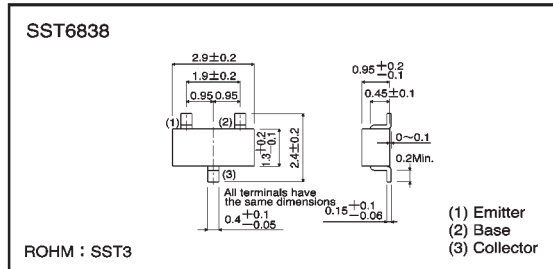 SST6838
2.9±0.2
1.9±0.2
0.95 0.95
(1)
(2)
(3)
1.3+0.2
−0.1
2.4±0.2
All terminals have
the same dimensions
0.4+0.1
−0.05
0.95+0.2
−0.1
0.45±0.1
0~0.1
0.2Min.
0.15+0.1
−0.06
(1) Emitter
(2) Base
(3) Collector
ROHM : SST3